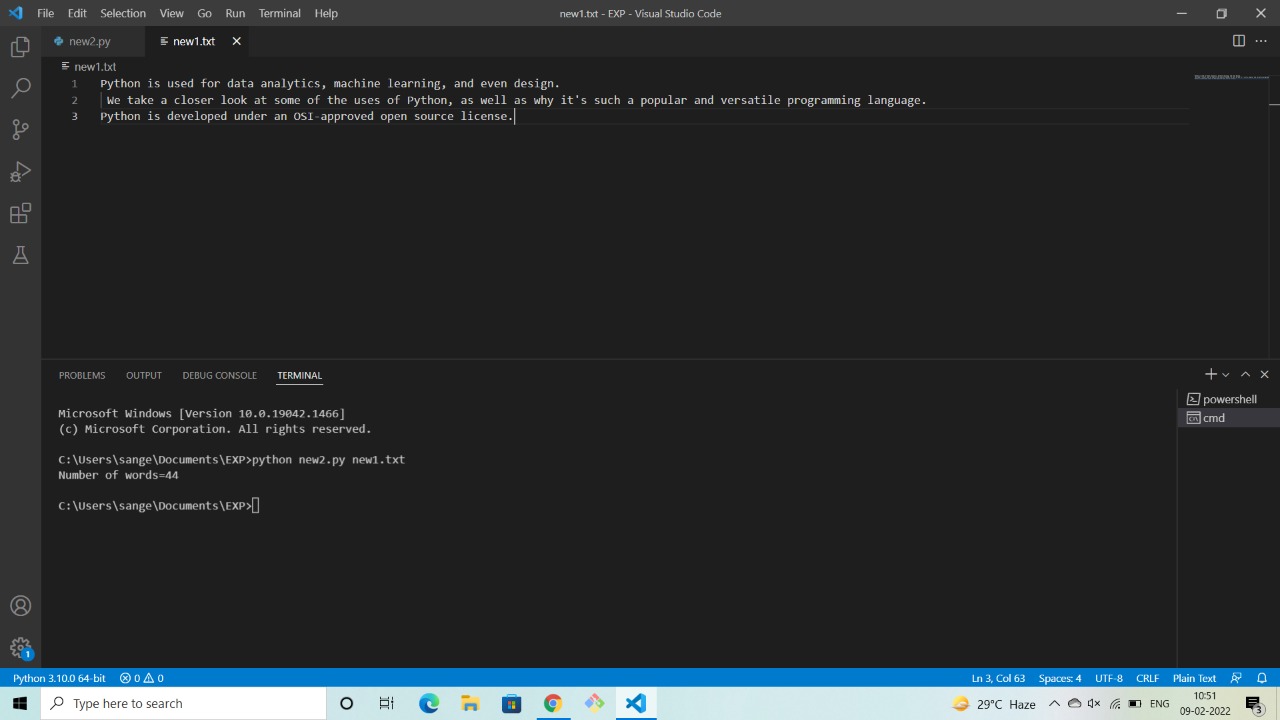 File Edit Selection View Go Run Terminal Help new1.txt - EXP - Visual Studio Code
new2.py new1.txt
new1.txt
1 Python is used for data analytics, machine learning, and even design.
2 We take a closer look at some of the uses of Python, as well as why it's such a popular and versatile programming language.
3 Python is developed under an OSI-approved open source license.
PROBLEMS OUTPUT DEBUG CONSOLE TERMINAL
powershell
cmd
Microsoft Windows [Version 10.0.19042.1466]
(c) Microsoft Corporation. All rights reserved.
C:\Users\sange\Documents\EXP>python new2.py new1.txt
Number of words=44
C:\Users\sange\Documents\EXP>
1
Python 3.10.0 64-bit 0 0 Ln 3, Col 63 Spaces: 4 UTF-8 CRLF Plain Text
Type here to search 29°C Haze ENG 10:51
09-02-2022 3